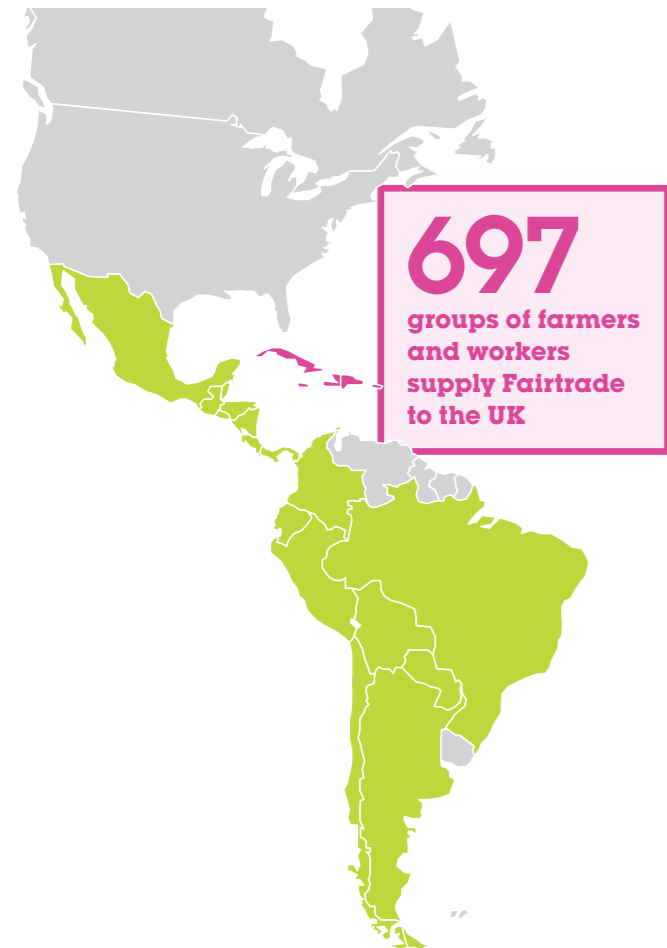 697
groups of farmers
and workers
supply Fairtrade
to the UK